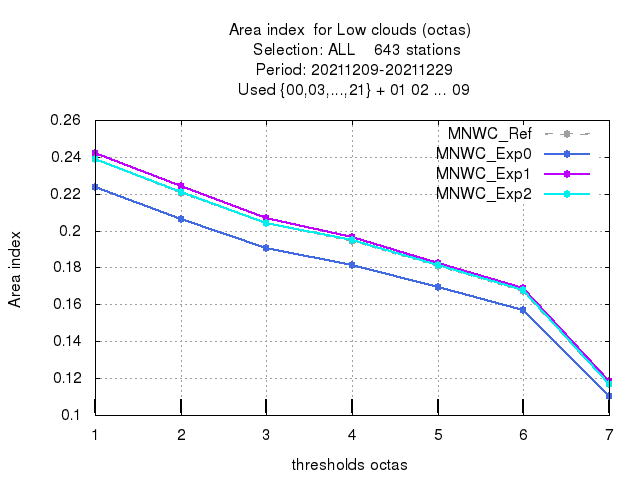 Area index  for Low clouds (octas)
Selection: ALL    643 stations
Period: 20211209-20211229
Used {00,03,...,21} + 01 02 ... 09
0.26
0.24
0.22
0.2
0.18
0.16
0.14
0.12
0.1
Area index
MNWC_Ref
MNWC_Exp0
MNWC_Exp1
MNWC_Exp2
1 2 3 4 5 6 7
thresholds octas